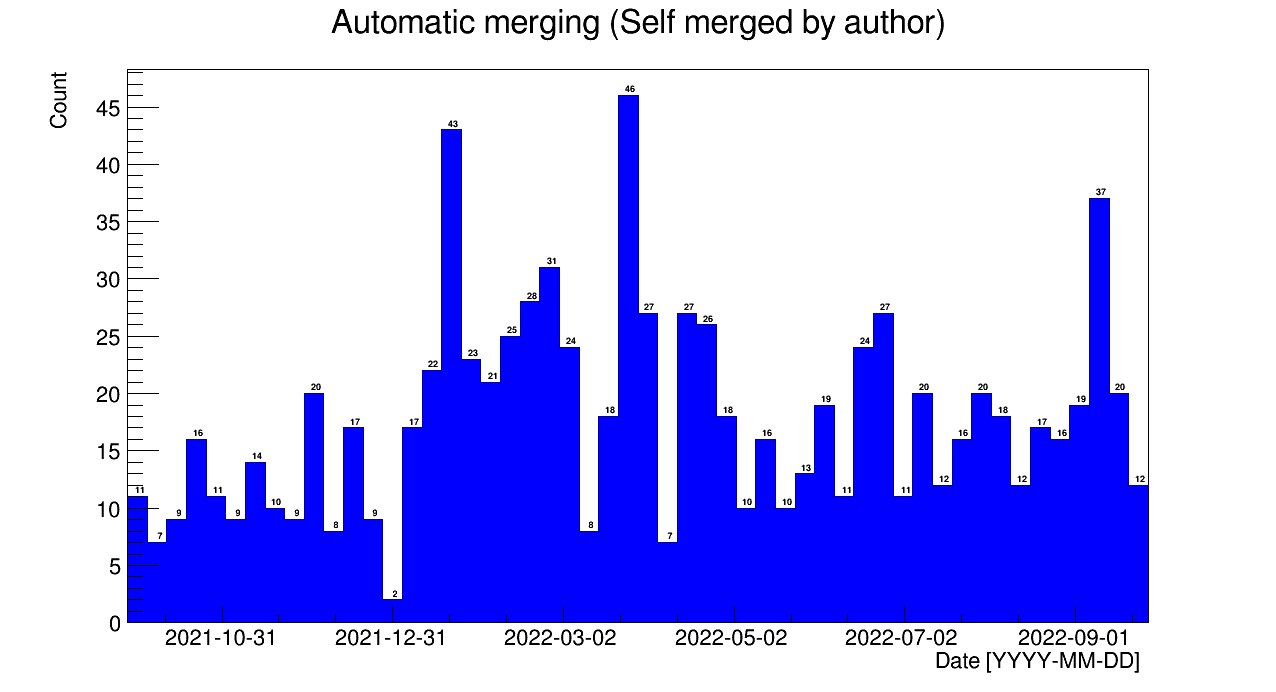 Automatic merging (Self merged by author)
Count
45
40
35
30
25
20
15
10
5
0
11 7 9 16 11 9 14 10 9 20 8 17 9 2 17 22 43 23 21 25 28 31 24 8 18 46 27 7 27 26 18 10 16 10 13 19 11 24 27 11 20 12 16 20 18 12 17 16 19 37 20 12
2021-10-31 2021-12-31 2022-03-02 2022-05-02 2022-07-02 2022-09-01
Date [YYYY-MM-DD]